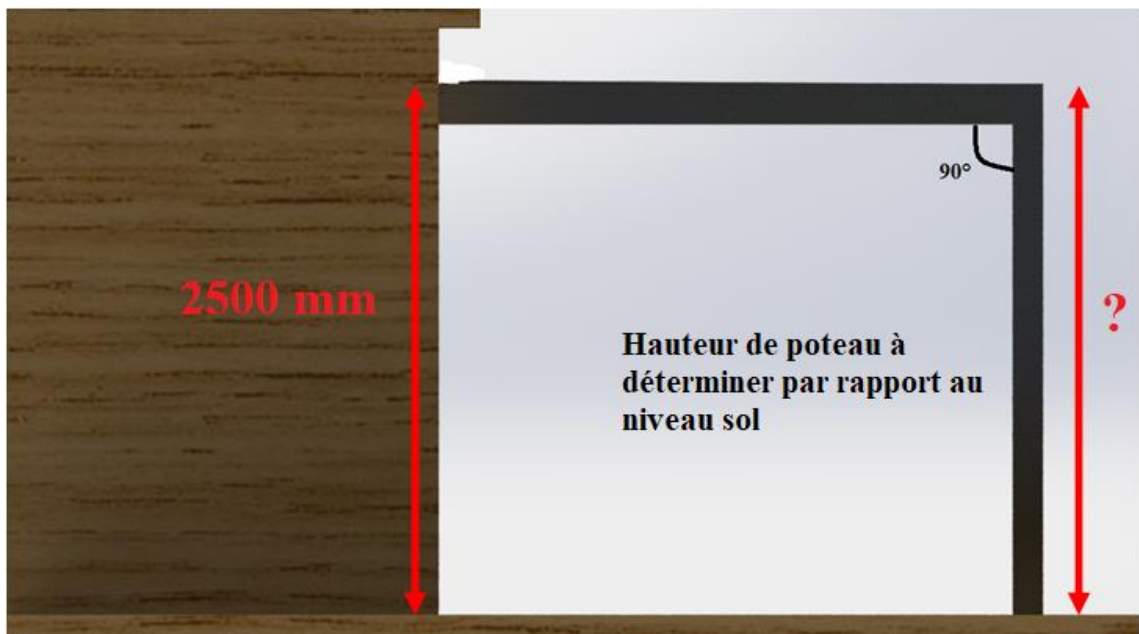 90°
2500 mm
?
Hauteur de poteau à
déterminer par rapport au
niveau sol